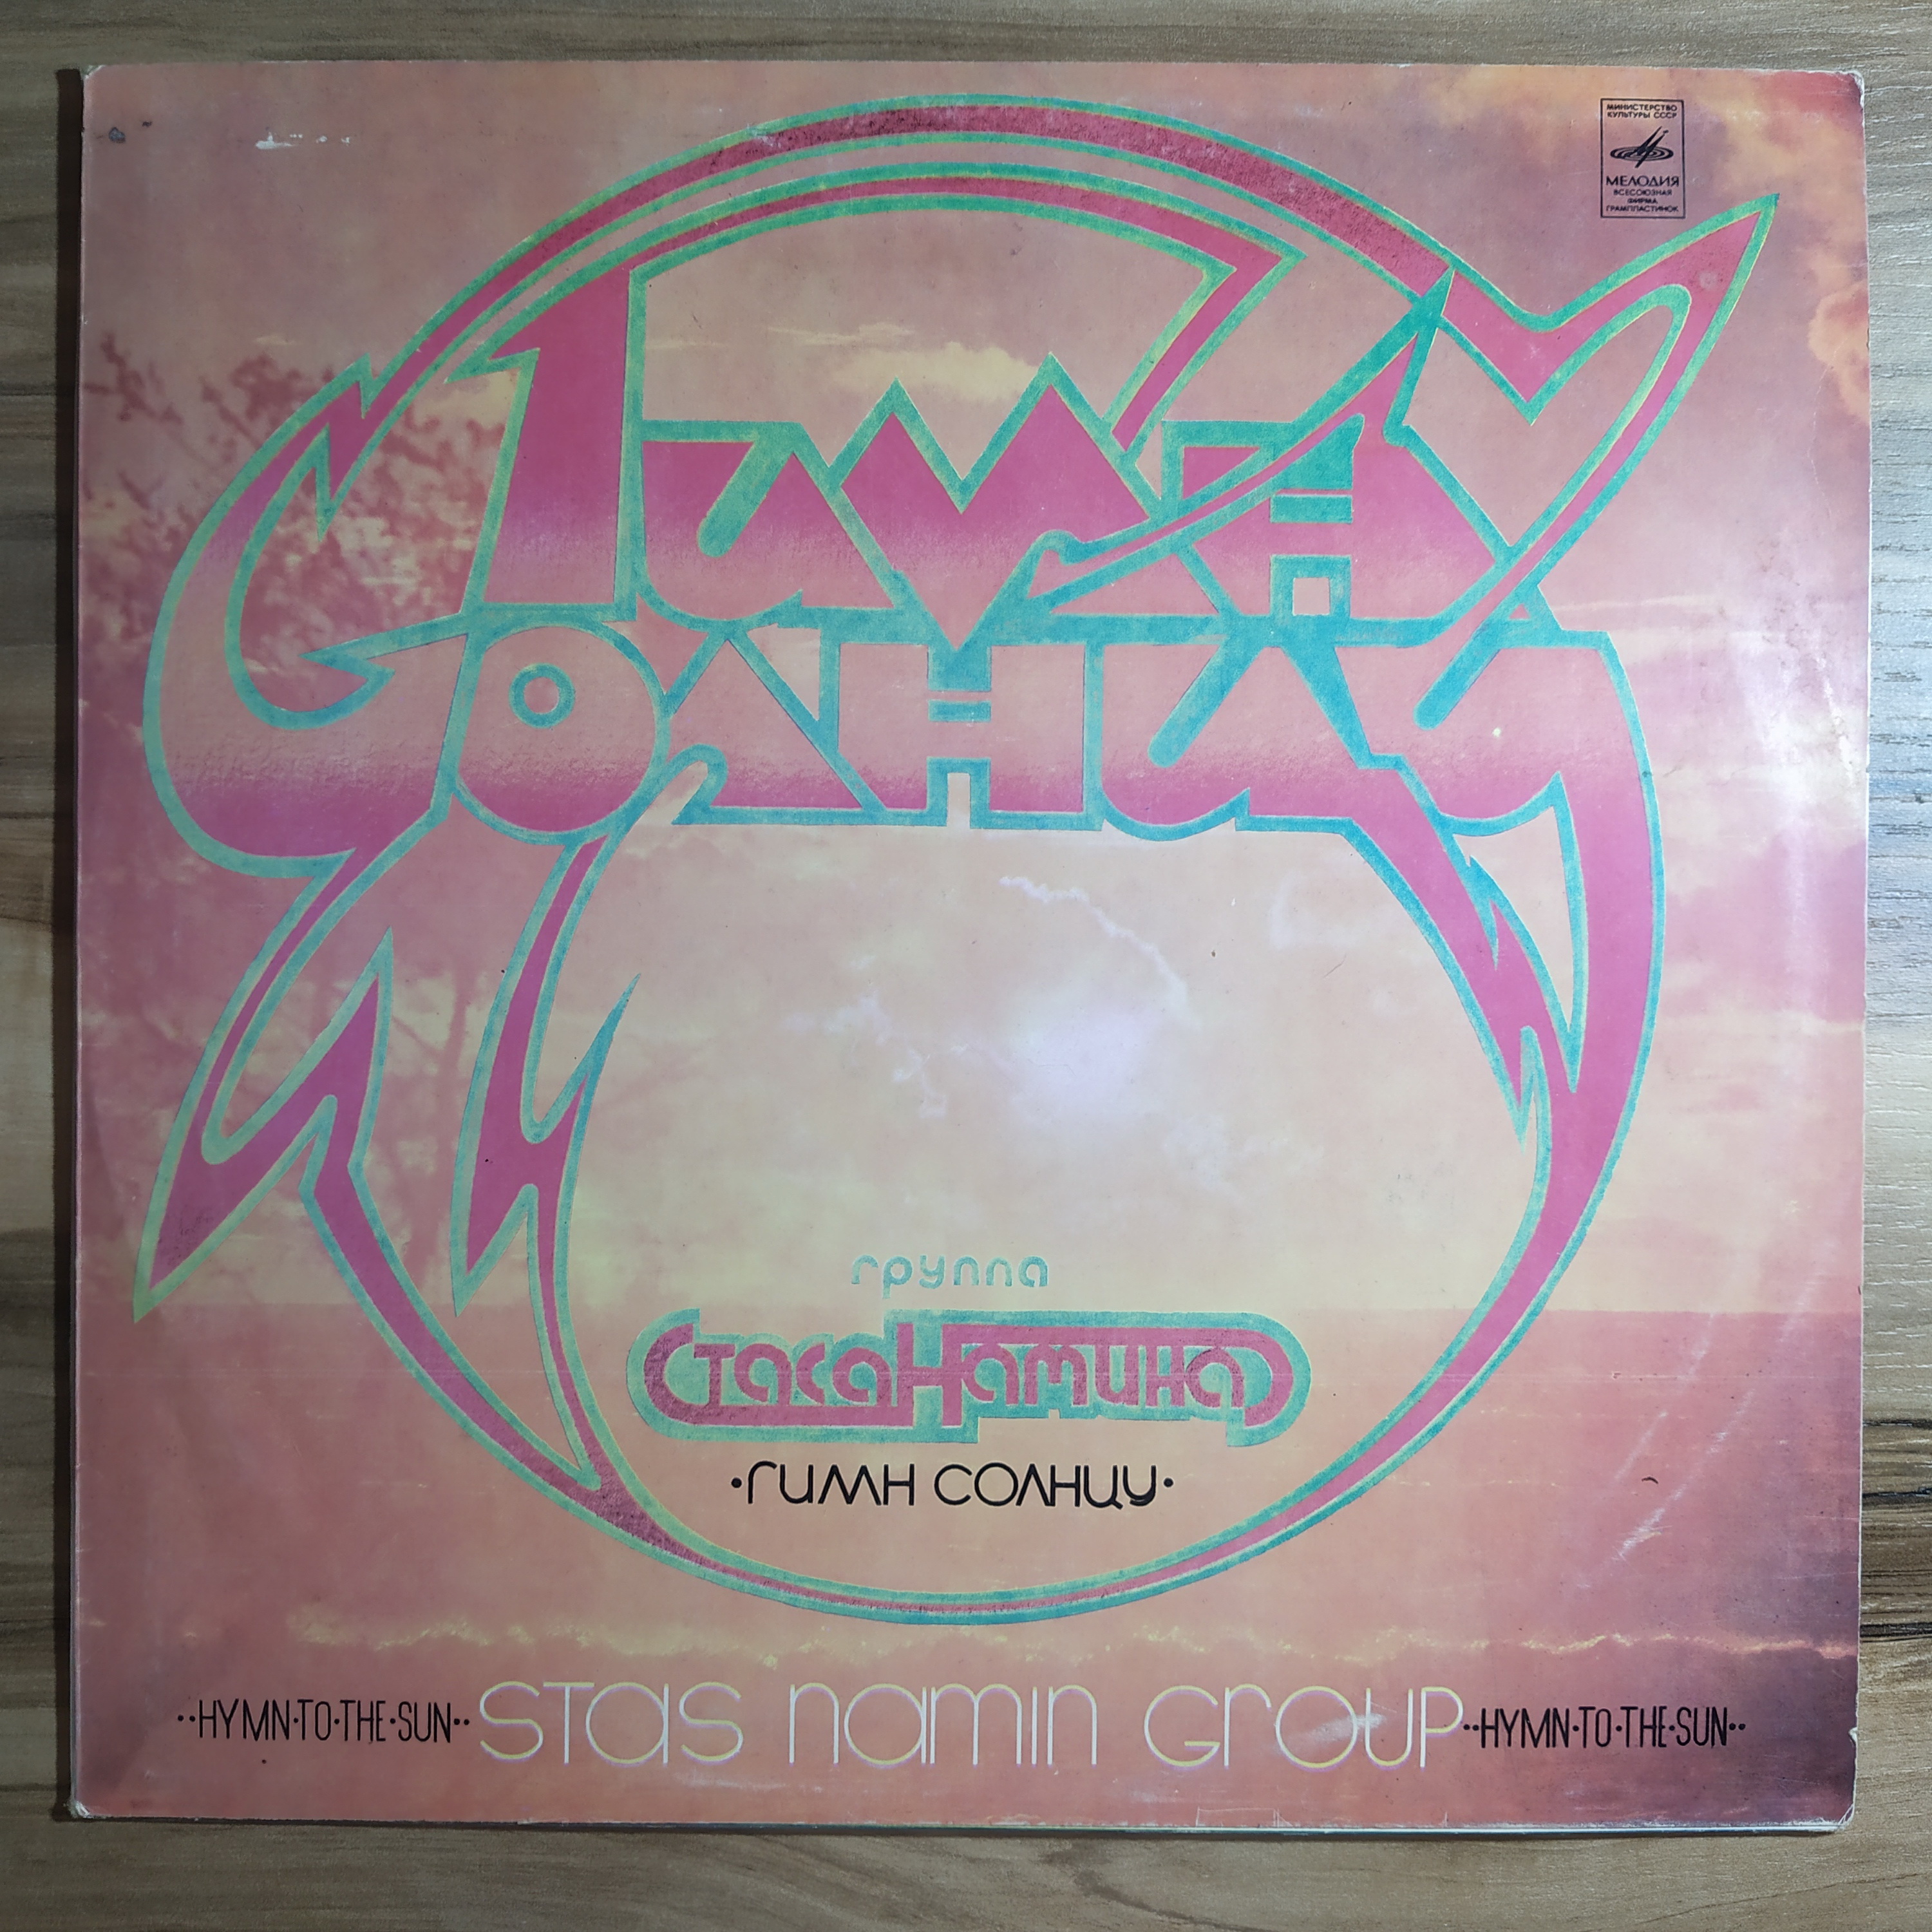 МИНИСТЕРСТВО
КУЛЬТУРЫ СССР
МЕЛОДИЯ
ВСЕСОЮЗНАЯ
ФИРМА
ГРАМПЛАСТИНОК
Гимн
Солнцу
группа
Стаса Намина
•ГИМН СОЛНЦУ•
••HYMN•TO•THE•SUN•• STAS NAMIN GROUP ••HYMN•TO•THE•SUN••